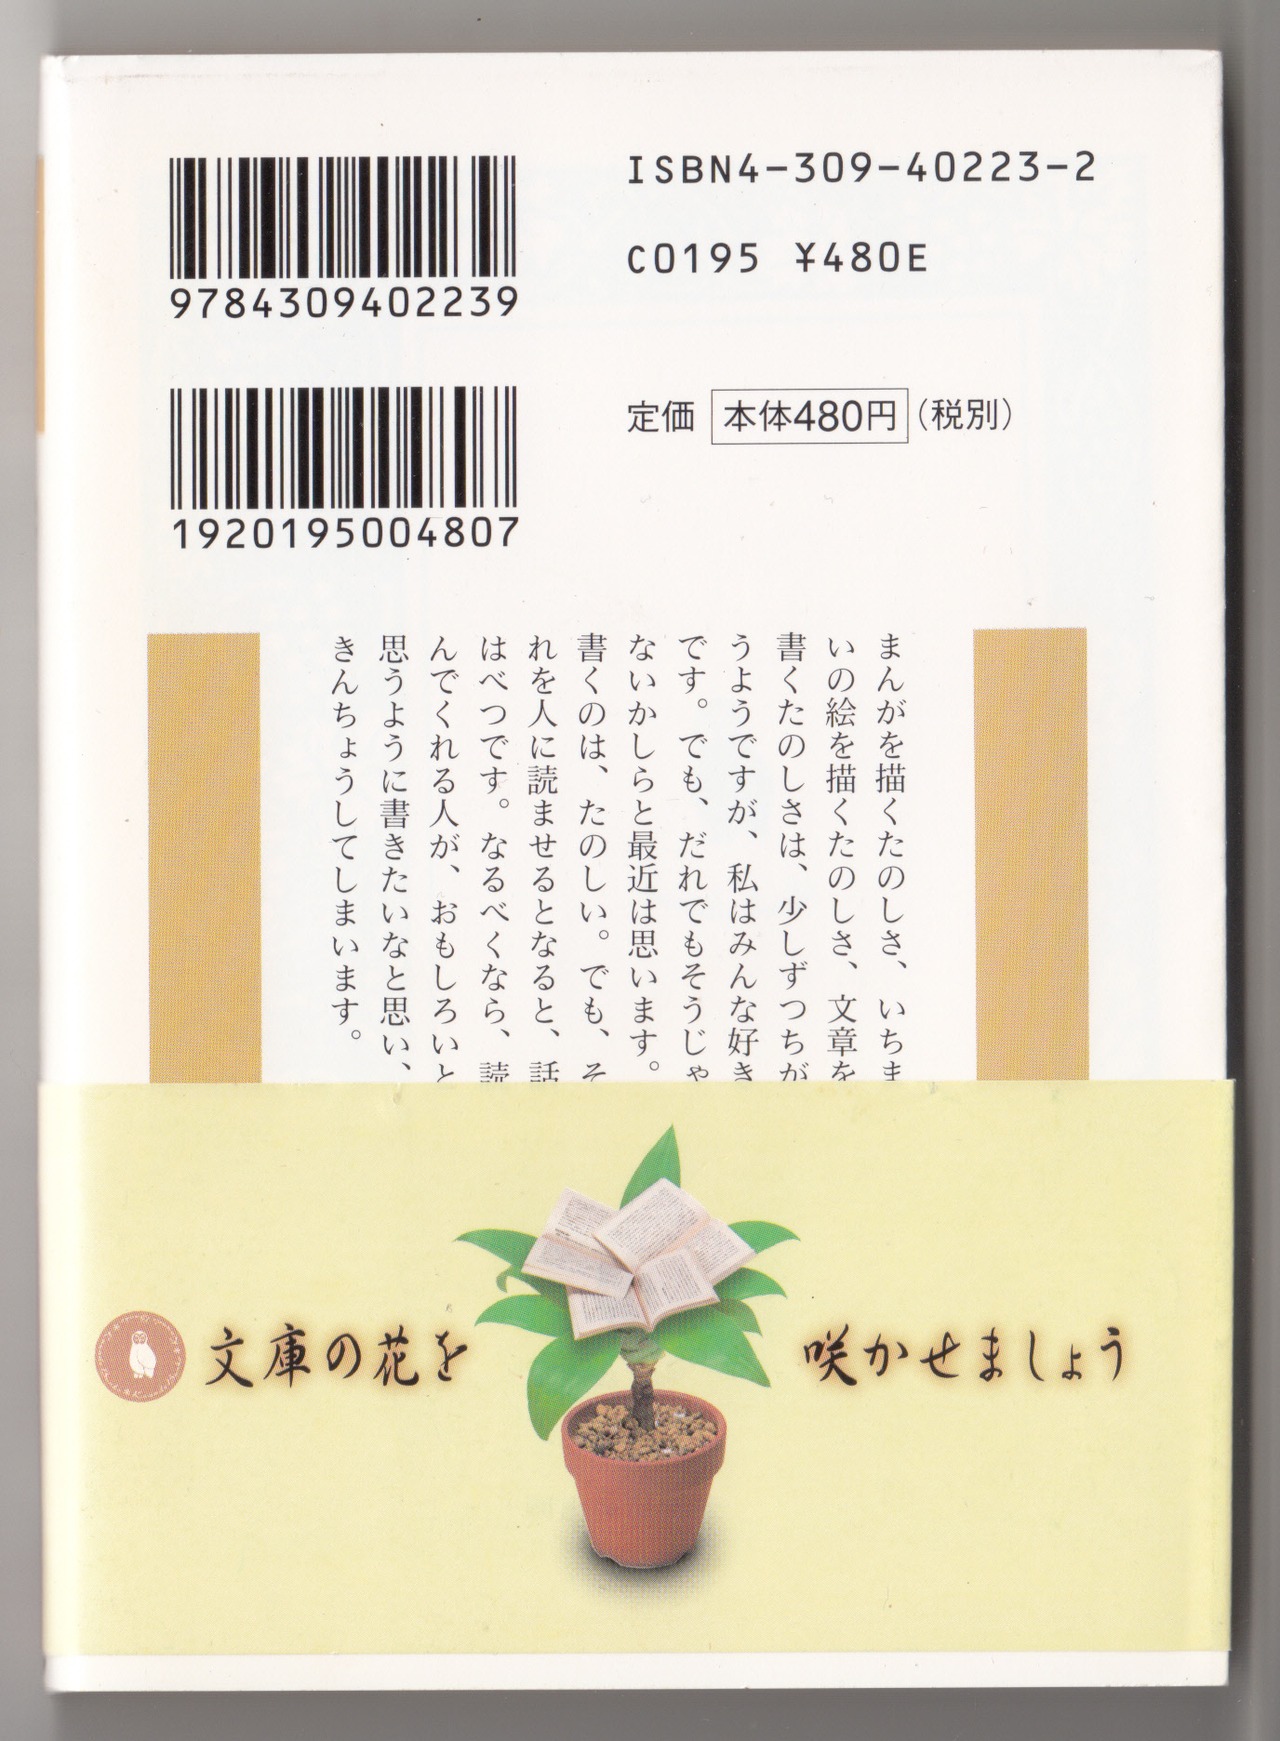 ISBN4-309-40223-2
C0195 ¥480E
9784309402239
定価 本体480円(税別)
1920195004807
まんがを描くたのしさ、いちま
いの絵を描くたのしさ、文章を
書くたのしさは、少しずつちが
うようですが、私はみんな好き
です。でも、だれでもそうじゃ
ないかしらと最近は思います。
書くのは、たのしい。でも、そ
れを人に読ませるとなると、話
はべつです。なるべくなら、読
んでくれる人が、おもしろいと
思うように書きたいなと思い、
きんちょうしてしまいます。
文庫の花を 咲かせましょう